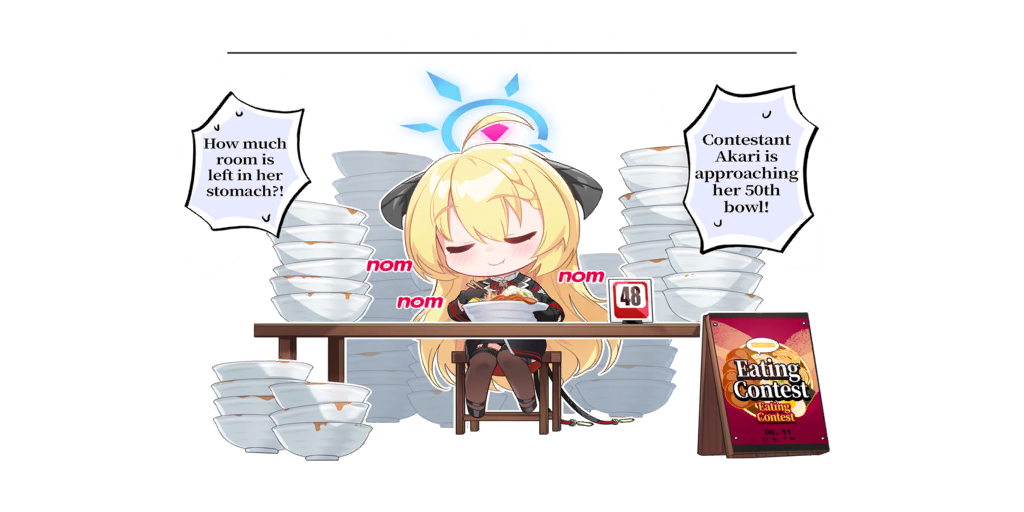 How much
room is
left in her
stomach?!
Contestant
Akari is
approaching
her 50th
bowl!
nom
nom
nom
48
Eating
Contest
Eating
Contest